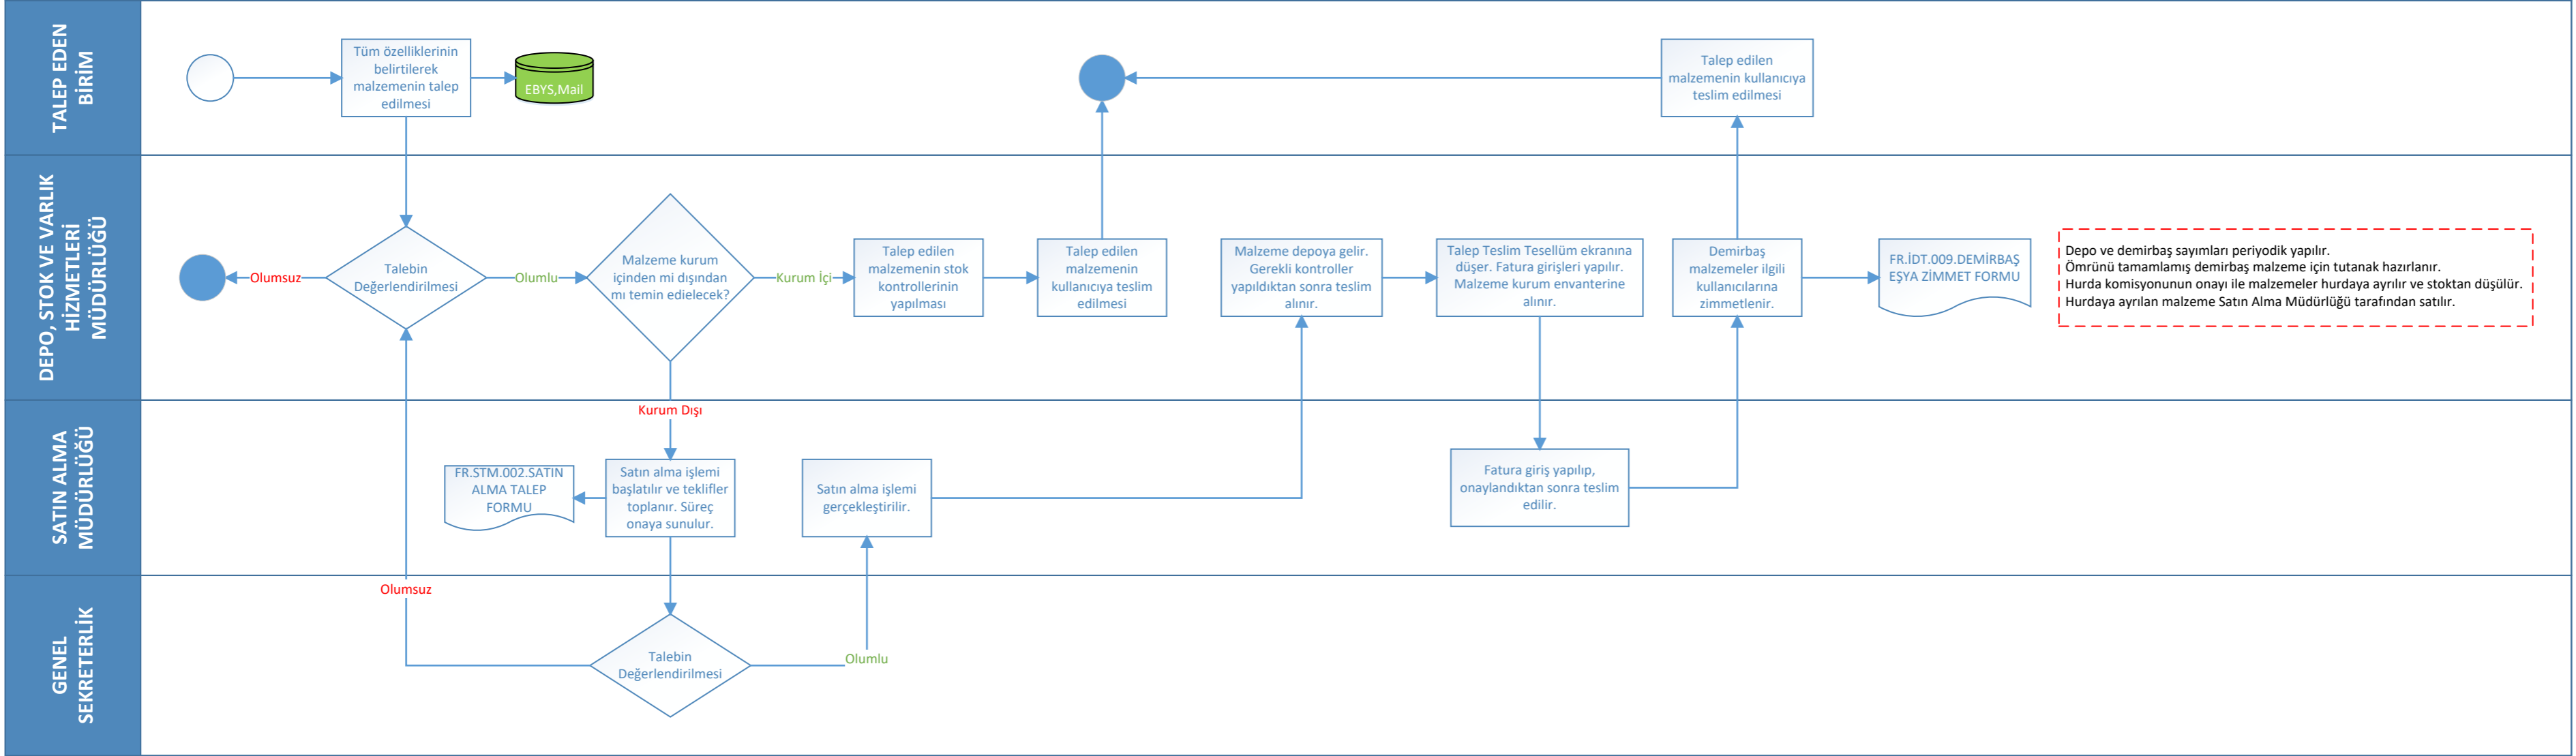 TALEP EDEN
BİRİM
Tüm özelliklerinin
belirtilerek
malzemenin talep
edilmesi
EBYS,Mail
Talep edilen
malzemenin kullanıcıya
teslim edilmesi
DEPO, STOK VE VARLIK
HİZMETLERİ
MÜDÜRLÜĞÜ
Olumsuz
Talebin
Değerlendirilmesi
Olumlu
Malzeme kurum
içinden mi dışından
mı temin edielecek?
Kurum İçi
Talep edilen
malzemenin stok
kontrollerinin
yapılması
Talep edilen
malzemenin
kullanıcıya teslim
edilmesi
Malzeme depoya gelir.
Gerekli kontroller
yapıldıktan sonra teslim
alınır.
Talep Teslim Tesellüm ekranına
düşer. Fatura girişleri yapılır.
Malzeme kurum envanterine
alınır.
Demirbaş
malzemeler ilgili
kullanıcılarına
zimmetlenir.
FR.İDT.009.DEMİRBAŞ
EŞYA ZİMMET FORMU
Depo ve demirbaş sayımları periyodik yapılır.
Ömrünü tamamlamış demirbaş malzeme için tutanak hazırlanır.
Hurda komisyonunun onayı ile malzemeler hurdaya ayrılır ve stoktan düşülür.
Hurdaya ayrılan malzeme Satın Alma Müdürlüğü tarafından satılır.
SATIN ALMA
MÜDÜRLÜĞÜ
Kurum Dışı
FR.STM.002.SATIN
ALMA TALEP
FORMU
Satın alma işlemi
başlatılır ve teklifler
toplanır. Süreç
onaya sunulur.
Satın alma işlemi
gerçekleştirilir.
Fatura giriş yapılıp,
onaylandıktan sonra teslim
edilir.
GENEL
SEKRETERLİK
Olumsuz
Talebin
Değerlendirilmesi
Olumlu